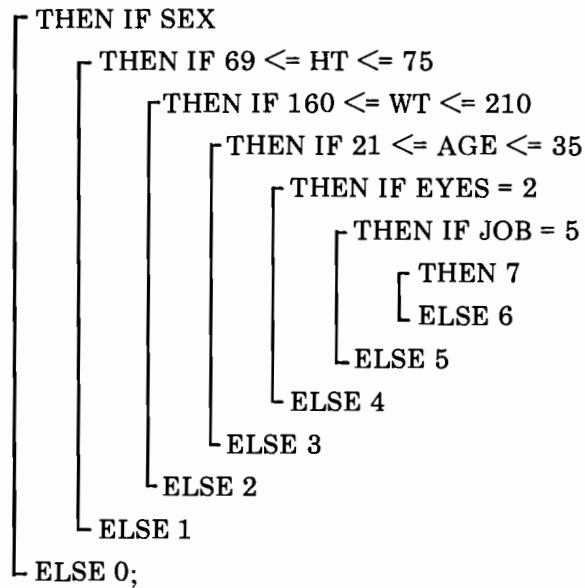 THEN IF SEX
THEN IF 69 <= HT <= 75
THEN IF 160 <= WT <= 210
THEN IF 21 <= AGE <= 35
THEN IF EYES = 2
THEN IF JOB = 5
THEN 7
ELSE 6
ELSE 5
ELSE 4
ELSE 3
ELSE 2
ELSE 1
ELSE 0;